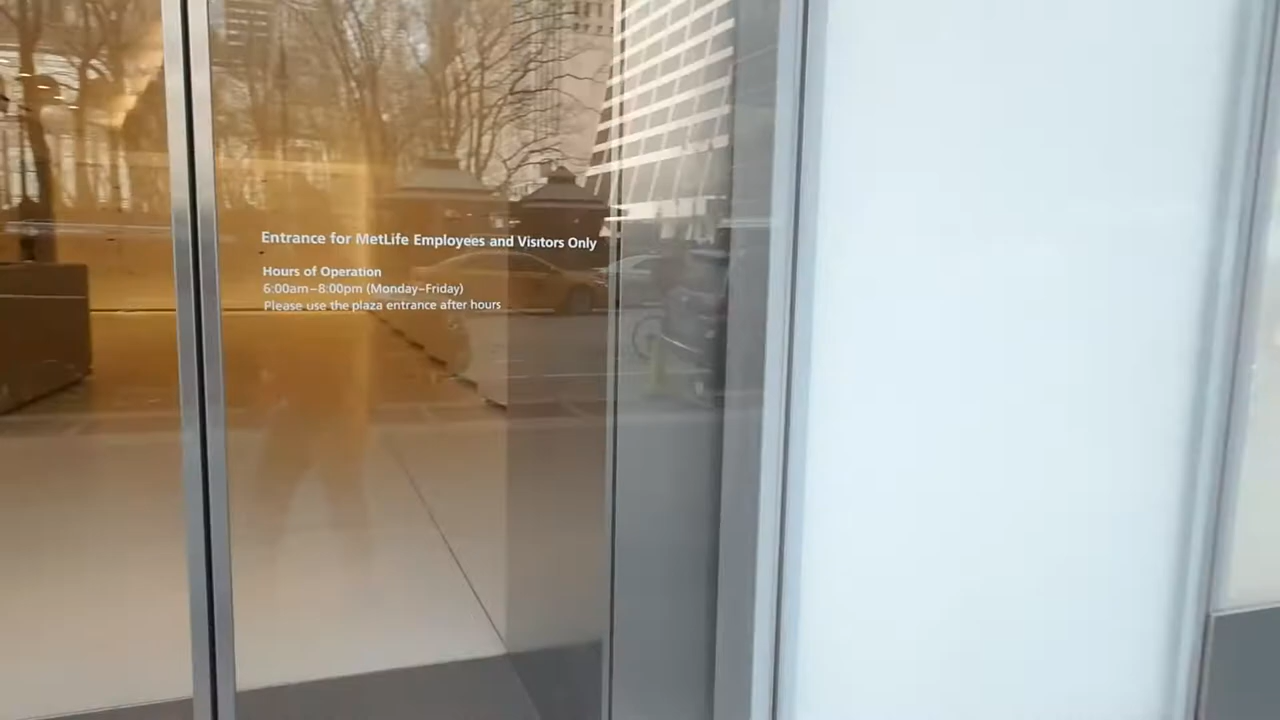 Entrance for MetLife Employees and Visitors Only
Hours of Operation
6:00am–8:00pm (Monday–Friday)
Please use the plaza entrance after hours